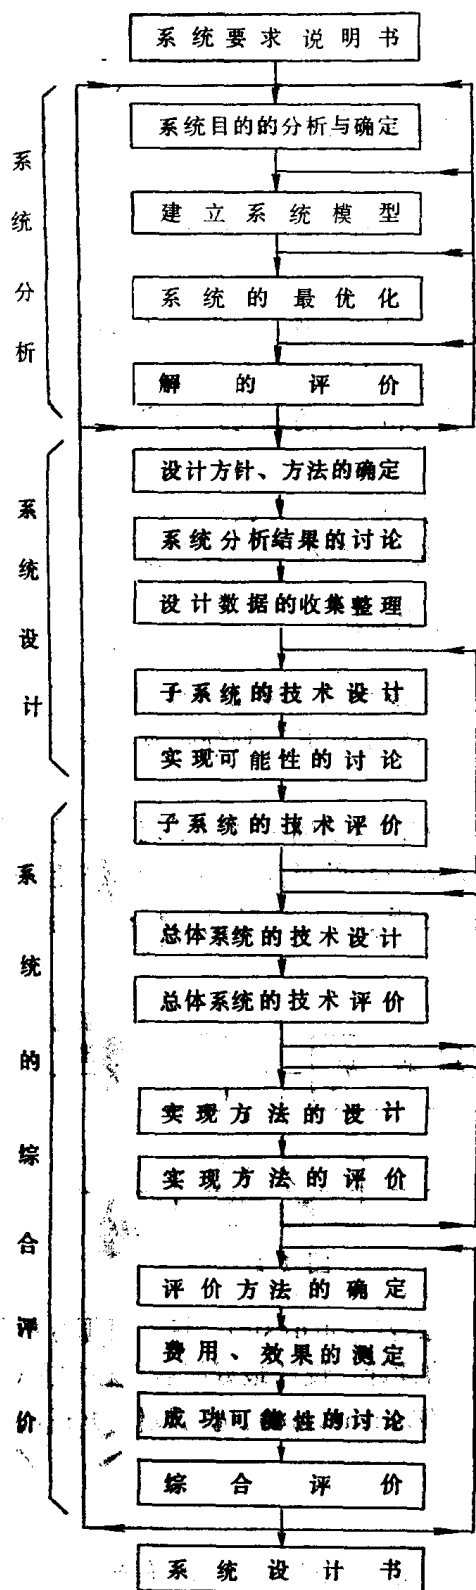 系统要求说明书
系统目的的分析与确定
建立系统模型
系统的最优化
解的评价
系统分析
设计方针、方法的确定
系统分析结果的讨论
设计数据的收集整理
子系统的技术设计
实现可能性的讨论
系统设计
子系统的技术评价
总体系统的技术设计
总体系统的技术评价
实现方法的设计
实现方法的评价
评价方法的确定
费用、效果的测定
成功可能性的讨论
综合评价
系统的综合评价
系统设计书